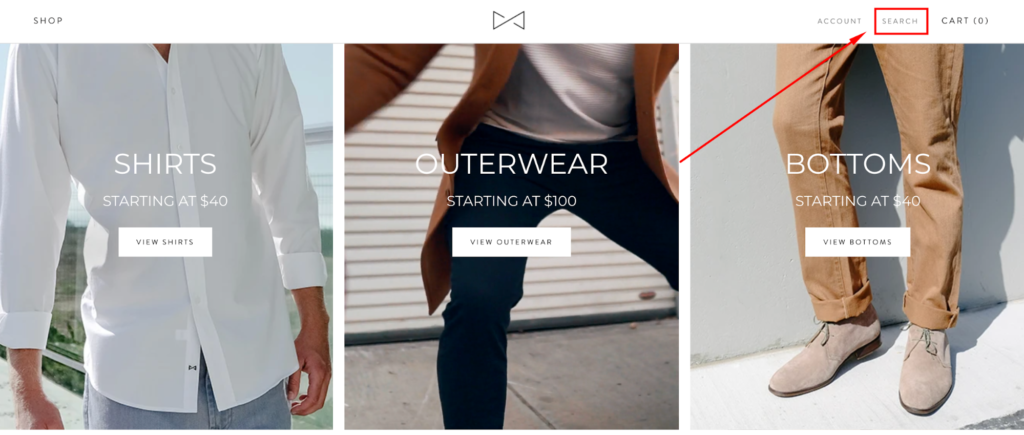 SHOP
ACCOUNT
SEARCH
CART (0)
SHIRTS
STARTING AT $40
VIEW SHIRTS
OUTERWEAR
STARTING AT $100
VIEW OUTERWEAR
BOTTOMS
STARTING AT $40
VIEW BOTTOMS